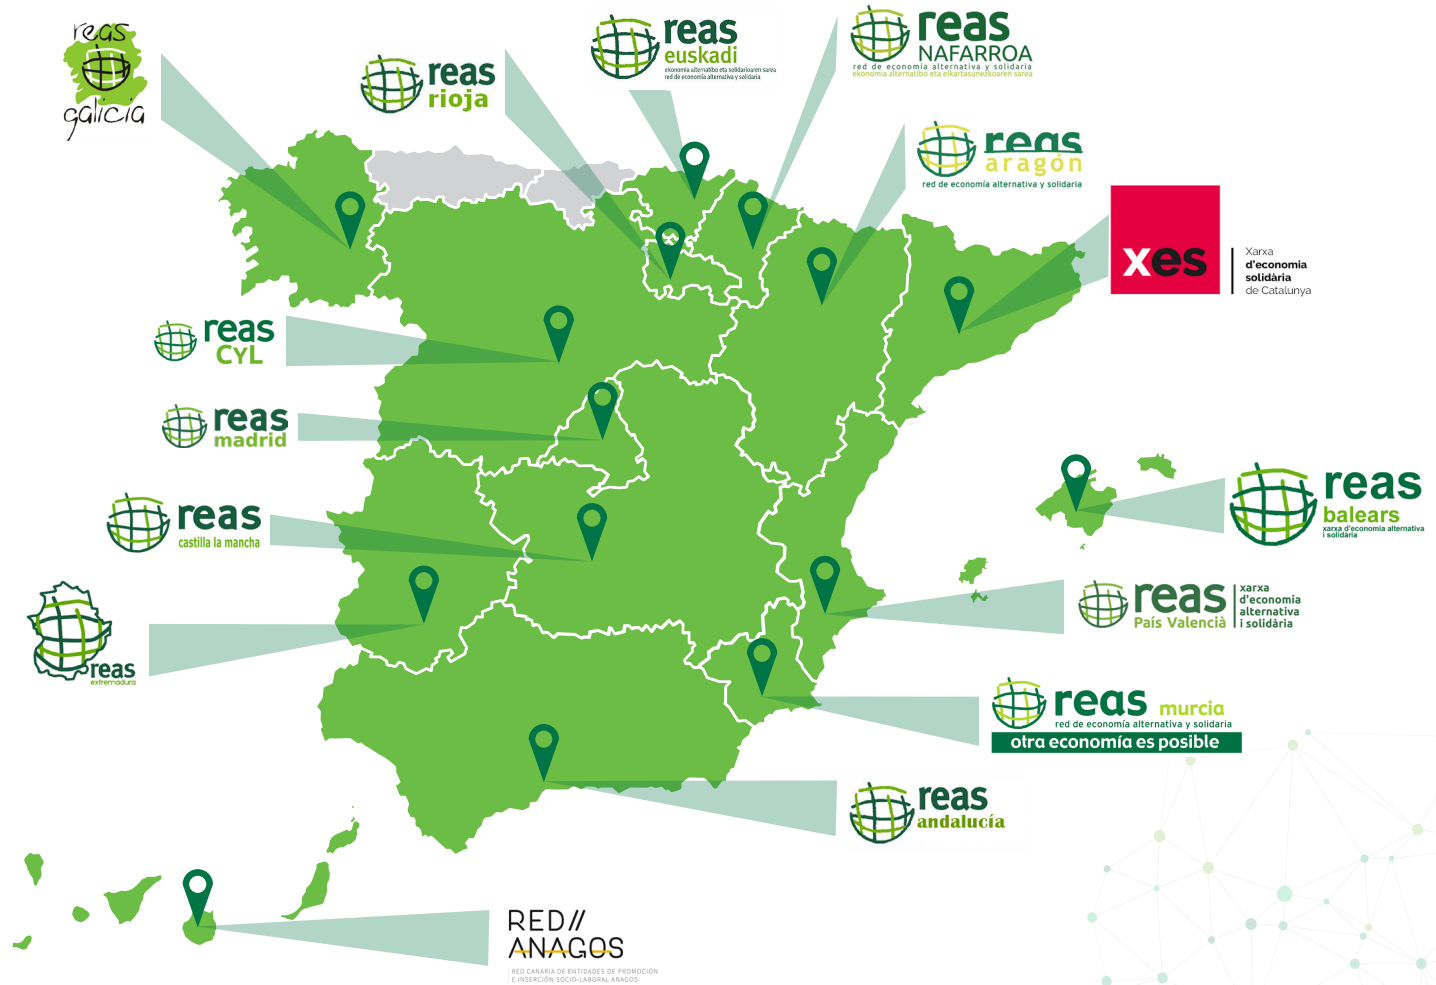 reas
galicia
reas
rioja
reas
euskadi
ekonomia alternatibo eta solidarioaren sarea
red de economía alternativa y solidaria
reas
NAFARROA
red de economía alternativa y solidaria
ekonomia alternatibo eta elkartasunezkoaren sarea
reas
aragón
red de economía alternativa y solidaria
xes
Xarxa
d'economia
solidària
de Catalunya
reas
CyL
reas
madrid
reas
castilla la mancha
reas
extremadura
reas
balears
xarxa d'economia alternativa
i solidària
reas
País Valencià
xarxa
d'economia
alternativa
i solidària
reas murcia
red de economía alternativa y solidaria
otra economía es posible
reas
andalucía
RED//
ANAGOS
RED CANARIA DE ENTIDADES DE PROMOCIÓN
E INSERCIÓN SOCIO-LABORAL ANAGOS